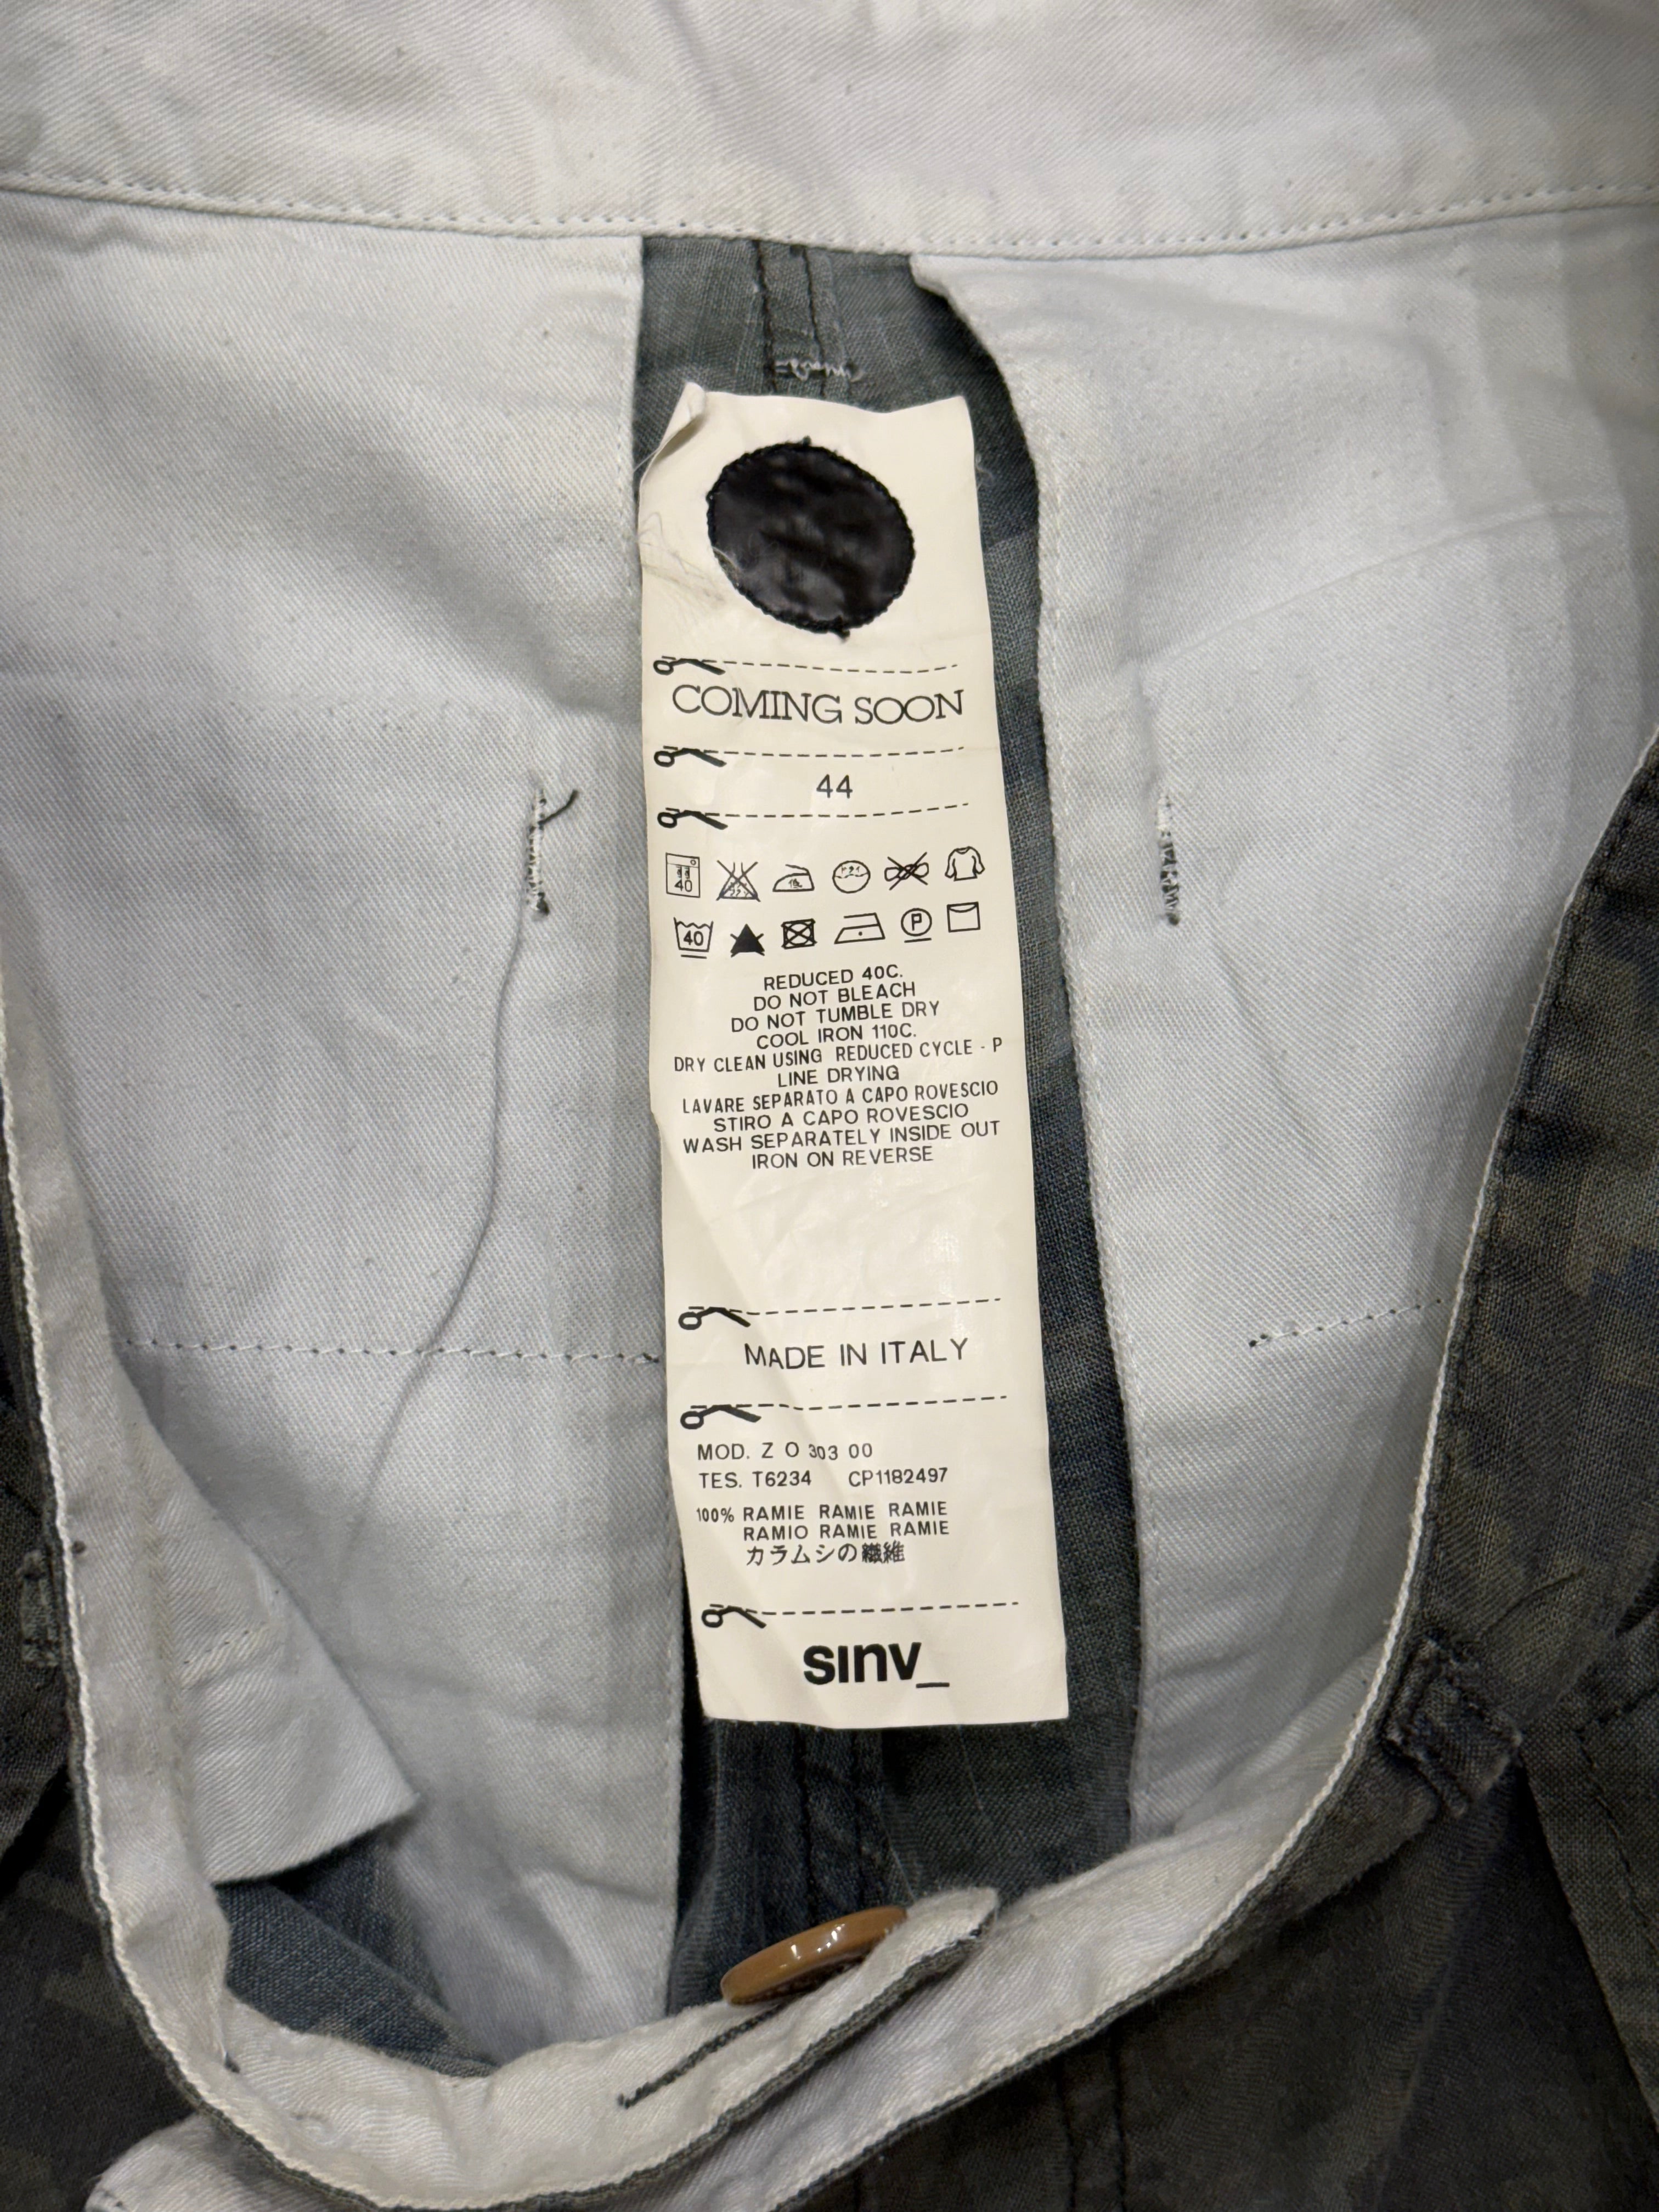 COMING SOON
44
40
40 P
REDUCED 40C.
DO NOT BLEACH
DO NOT TUMBLE DRY
COOL IRON 110C.
DRY CLEAN USING REDUCED CYCLE - P
LINE DRYING
LAVARE SEPARATO A CAPO ROVESCIO
STIRO A CAPO ROVESCIO
WASH SEPARATELY INSIDE OUT
IRON ON REVERSE
MADE IN ITALY
MOD. Z O 303 00
TES. T6234 CP1182497
100% RAMIE RAMIE RAMIE
RAMIO RAMIE RAMIE
カラムシの繊維
sınv_